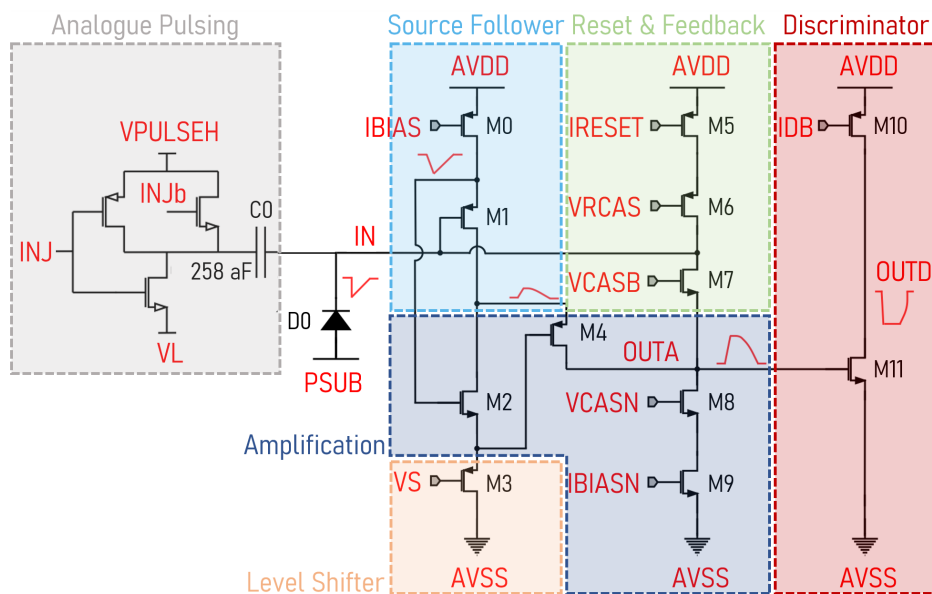 Analogue Pulsing
Source Follower
Reset & Feedback
Discriminator
AVDD
AVDD
AVDD
VPULSEH
IBIAS
M0
IRESET
M5
IDB
M10
INJb
C0
M1
VRCAS
M6
INJ
IN
258 aF
VCASB
M7
OUTD
D0
M4
VL
OUTA
M11
PSUB
M2
VCASN
M8
Amplification
VS
M3
IBIASN
M9
Level Shifter
AVSS
AVSS
AVSS